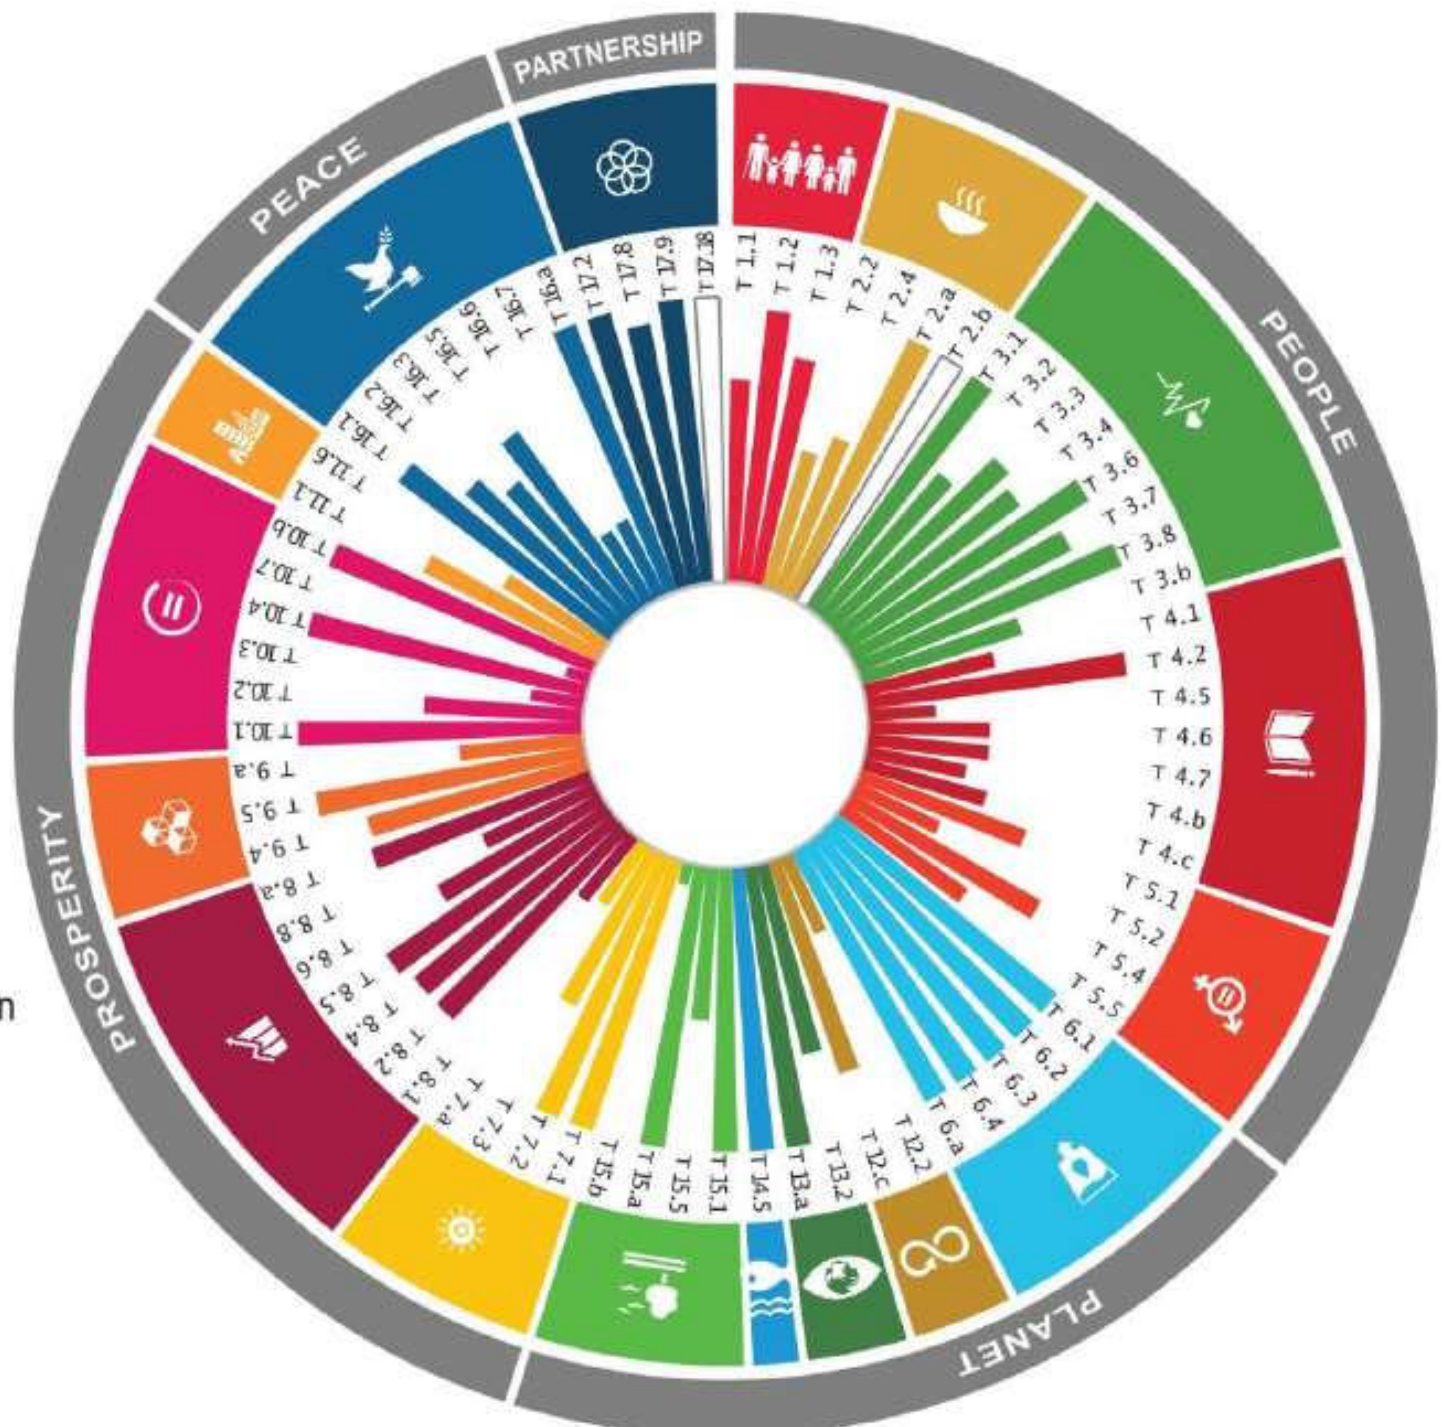 PARTNERSHIP
PEOPLE
PLANET
PROSPERITY
PEACE
T 1.1
T 1.2
T 1.3
T 2.2
T 2.4
T 2.a
T 2.b
T 3.1
T 3.2
T 3.3
T 3.4
T 3.6
T 3.7
T 3.8
T 3.b
T 4.1
T 4.2
T 4.5
T 4.6
T 4.7
T 4.b
T 4.c
T 5.1
T 5.2
T 5.4
T 5.5
T 6.1
T 6.2
T 6.3
T 6.4
T 6.a
T 12.2
T 12.c
T 13.2
T 13.a
T 14.5
T 15.1
T 15.5
T 15.a
T 15.b
T 7.1
T 7.2
T 7.3
T 7.a
T 8.1
T 8.2
T 8.4
T 8.5
T 8.6
T 8.8
T 8.a
T 9.4
T 9.5
T 9.a
T 10.1
T 10.2
T 10.3
T 10.4
T 10.7
T 10.b
T 11.1
T 11.6
T 16.1
T 16.2
T 16.3
T 16.5
T 16.6
T 16.7
T 16.a
T 17.2
T 17.8
T 17.9
T 17.18
n